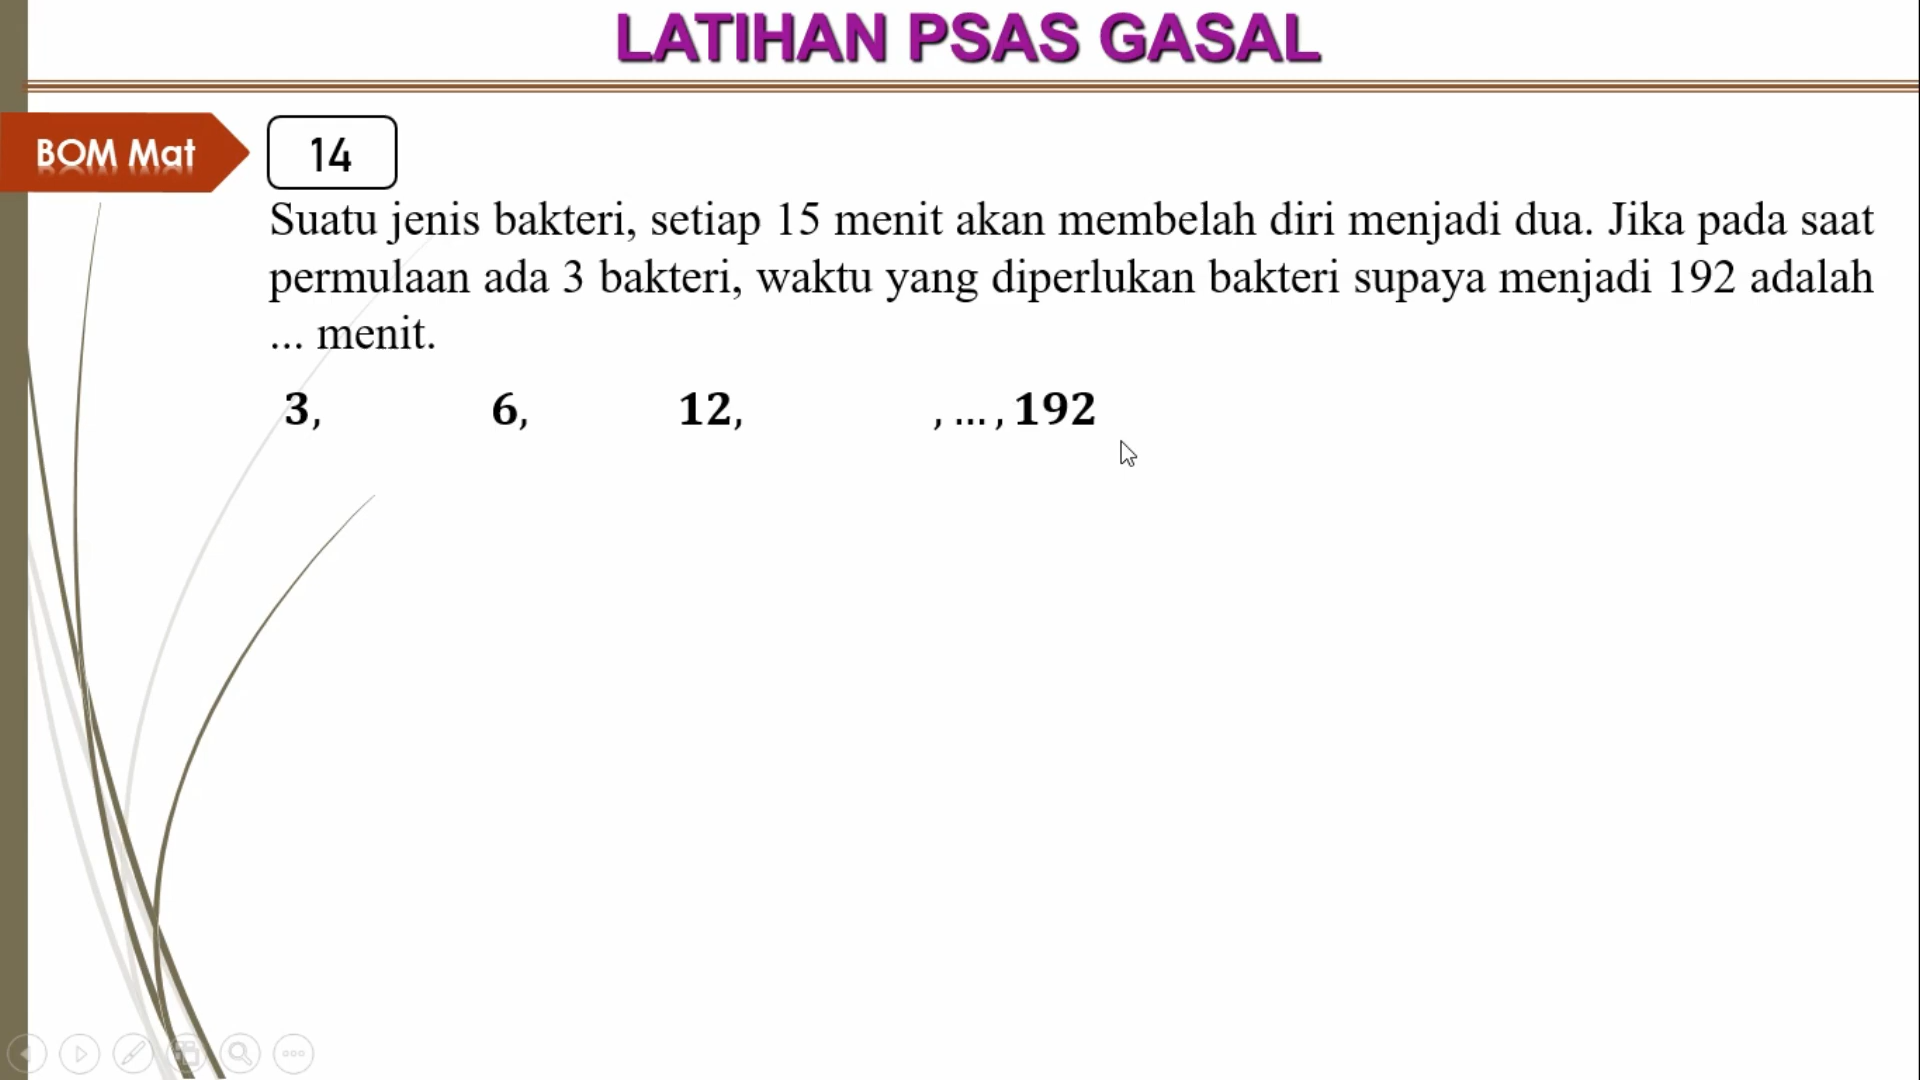 LATIHAN PSAS GASAL
BOM Mat
14
Suatu jenis bakteri, setiap 15 menit akan membelah diri menjadi dua. Jika pada saat
permulaan ada 3 bakteri, waktu yang diperlukan bakteri supaya menjadi 192 adalah
... menit.
3, 6, 12, , ... , 192